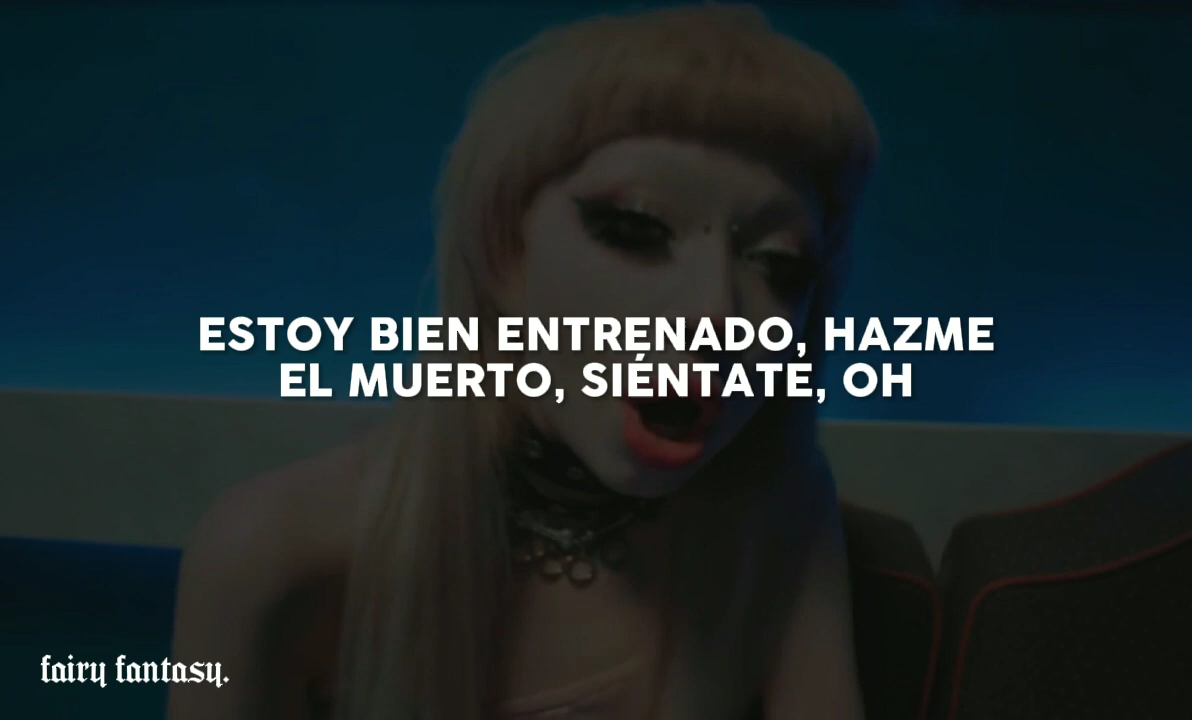 ESTOY BIEN ENTRENADO, HAZME
EL MUERTO, SIÉNTATE, OH
fairy fantasy.